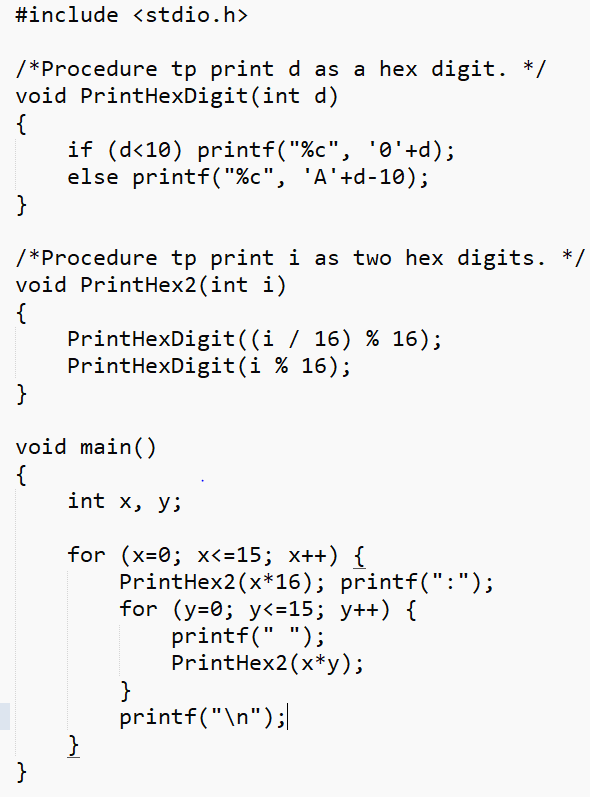 #include <stdio.h>

/*Procedure tp print d as a hex digit. */
void PrintHexDigit(int d)
{
    if (d<10) printf("%c", '0'+d);
    else printf("%c", 'A'+d-10);
}

/*Procedure tp print i as two hex digits. */
void PrintHex2(int i)
{
    PrintHexDigit((i / 16) % 16);
    PrintHexDigit(i % 16);
}

void main()
{
    int x, y;

    for (x=0; x<=15; x++) {
        PrintHex2(x*16); printf(":");
        for (y=0; y<=15; y++) {
            printf(" ");
            PrintHex2(x*y);
        }
        printf("\n");
    }
}